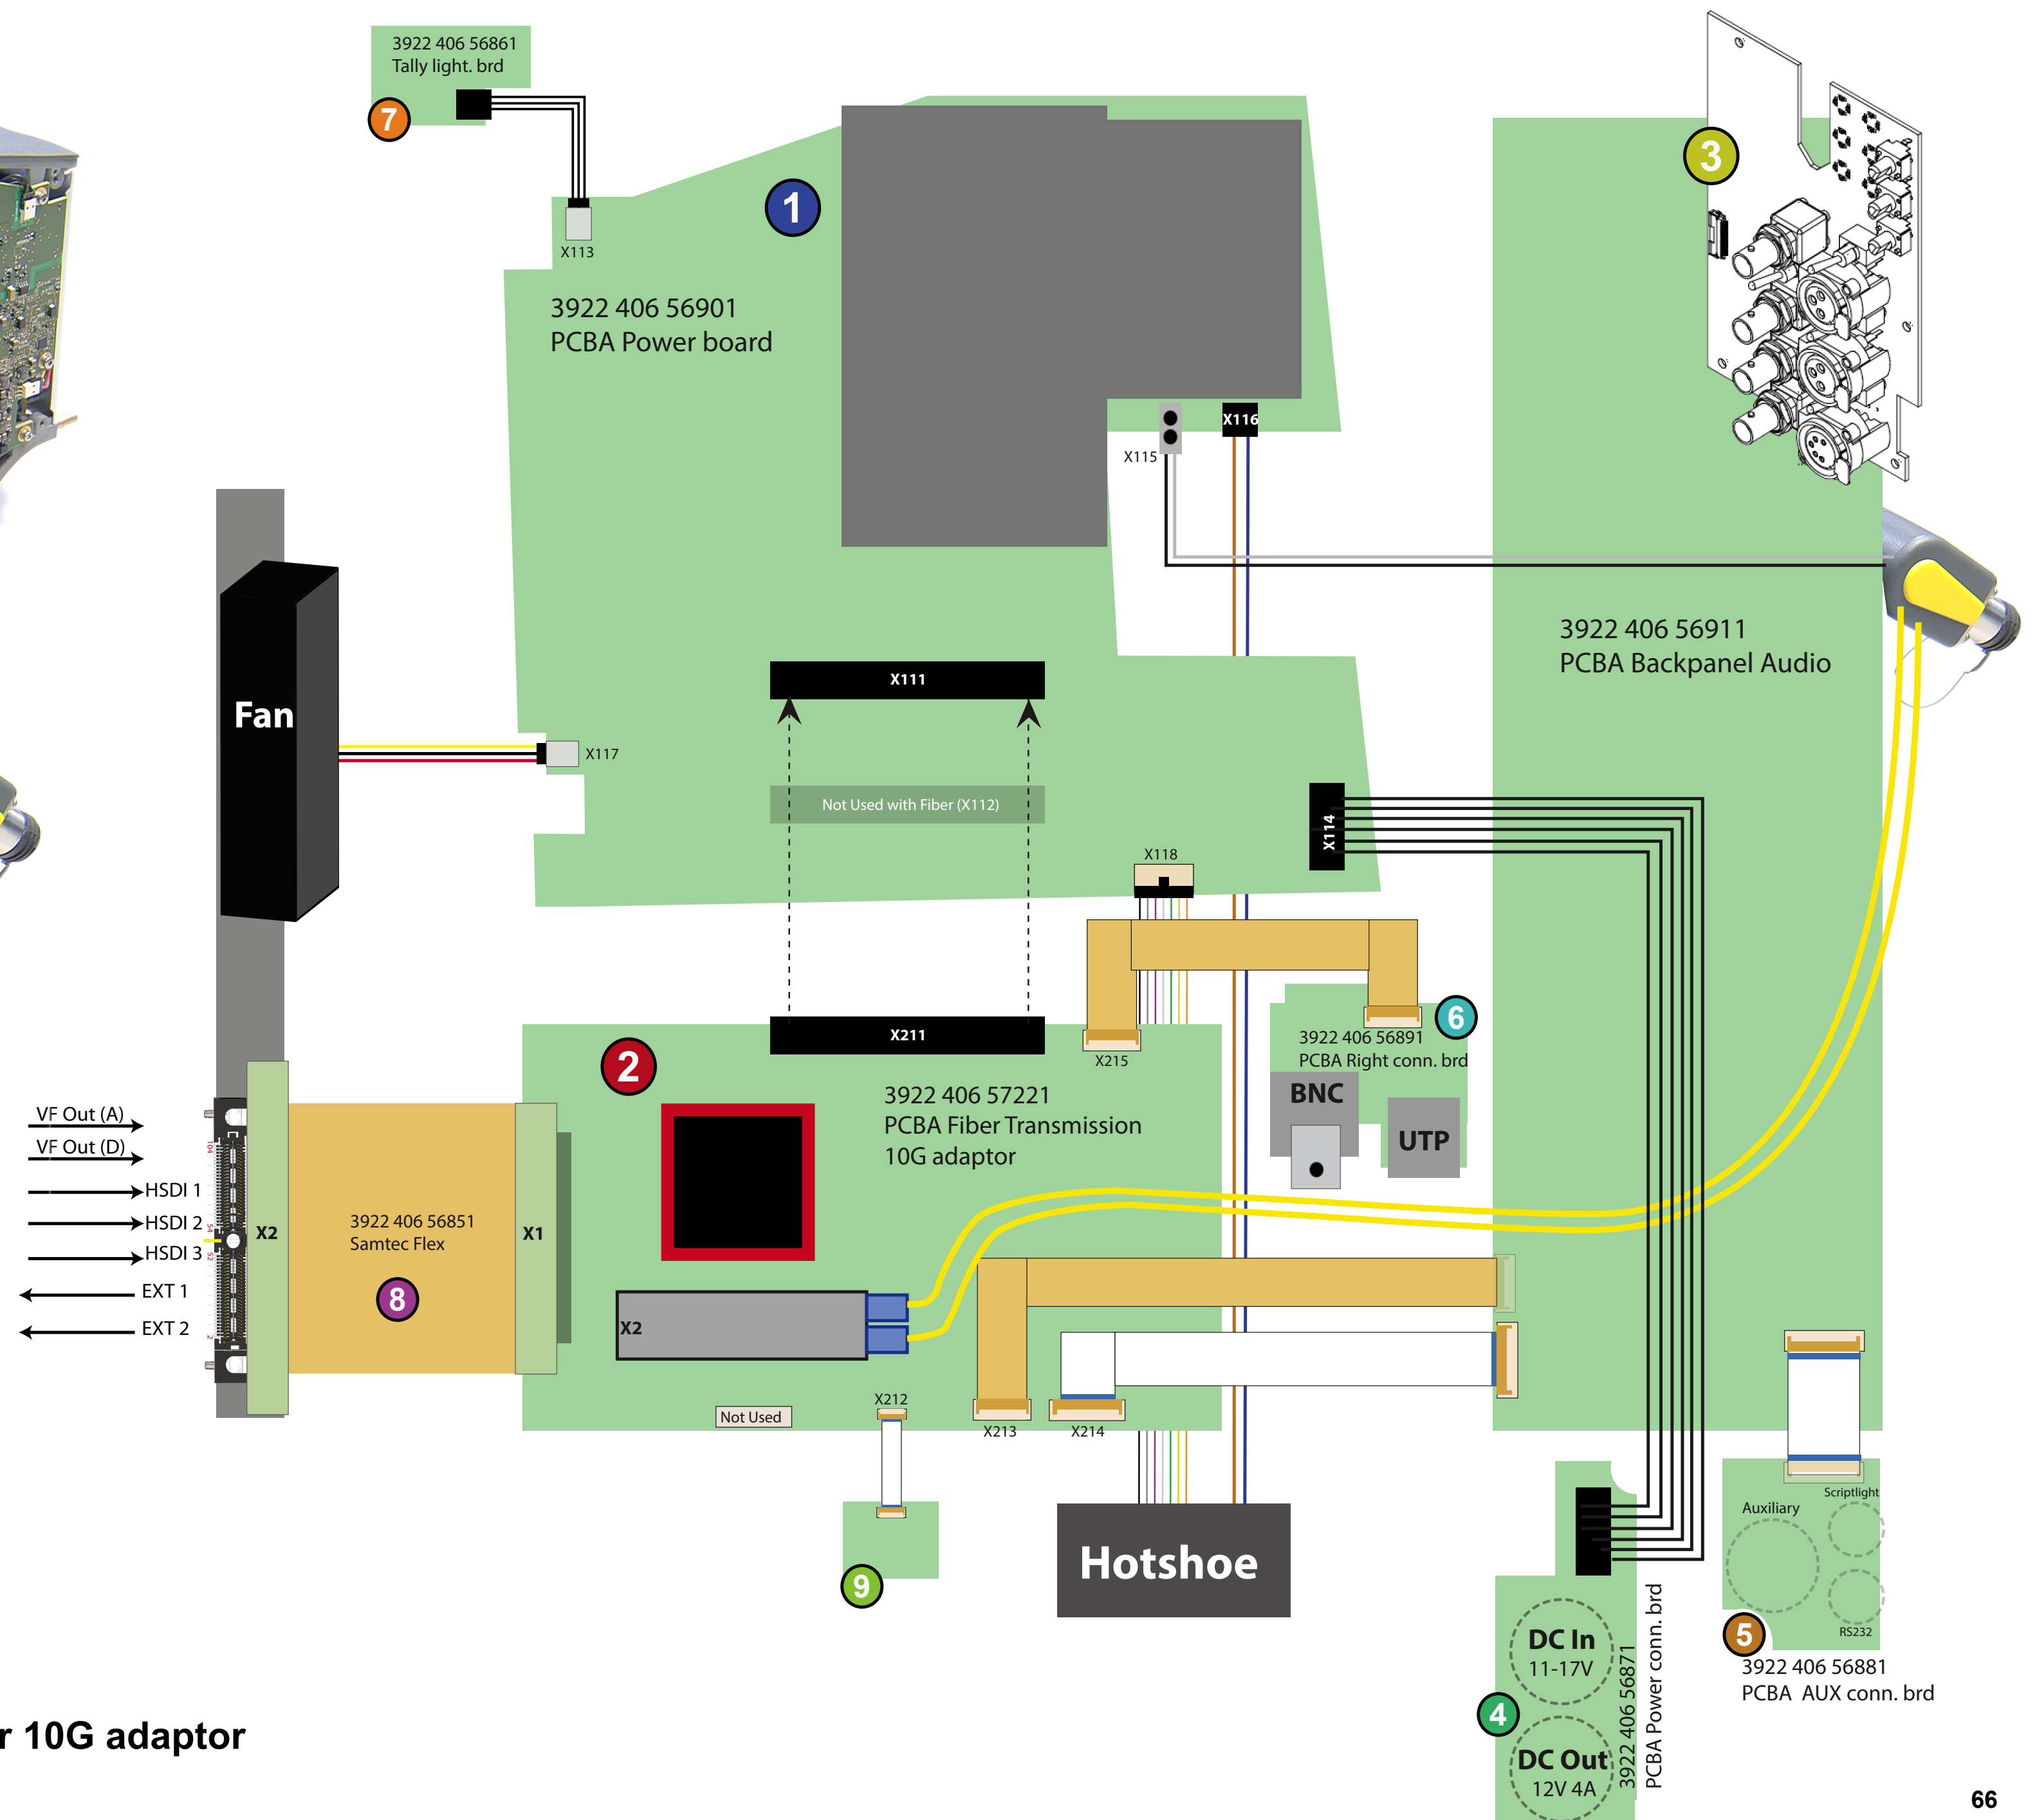 3922 406 56861
Tally light. brd
7
X113
1
3922 406 56901
PCBA Power board
3
X115
X116
3922 406 56911
PCBA Backpanel Audio
Fan
X117
X111
Not Used with Fiber (X112)
X114
X118
X211
X215
2
3922 406 57221
PCBA Fiber Transmission
10G adaptor
6
3922 406 56891
PCBA Right conn. brd
BNC
UTP
VF Out (A)
VF Out (D)
HSDI 1
HSDI 2
HSDI 3
EXT 1
EXT 2
104
54
52
2
X2
3922 406 56851
Samtec Flex
8
X1
X2
Not Used
X212
X213
X214
9
Hotshoe
Auxiliary
Scriptlight
RS232
5
3922 406 56881
PCBA AUX conn. brd
DC In
11-17V
4
DC Out
12V 4A
3922 406 56871
PCBA Power conn. brd
r 10G adaptor
66